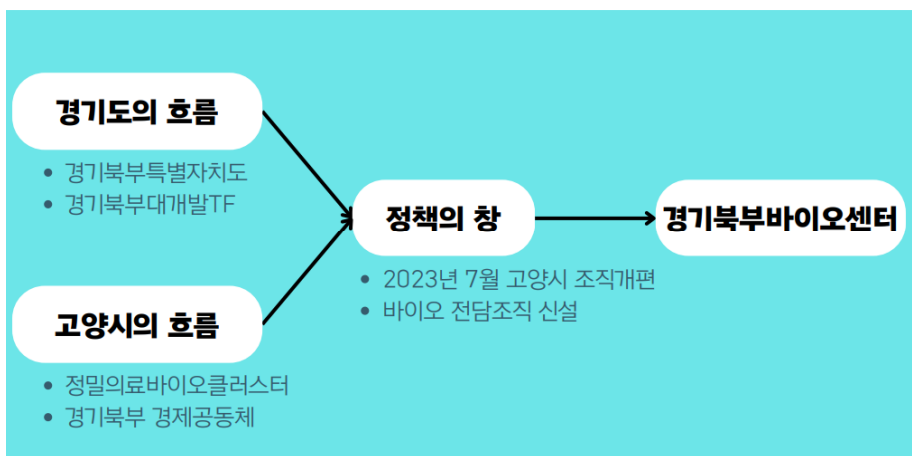 경기도의 흐름
• 경기북부특별자치도
• 경기북부대개발TF
고양시의 흐름
• 정밀의료바이오클러스터
• 경기북부 경제공동체
정책의 창
• 2023년 7월 고양시 조직개편
• 바이오 전담조직 신설
경기북부바이오센터